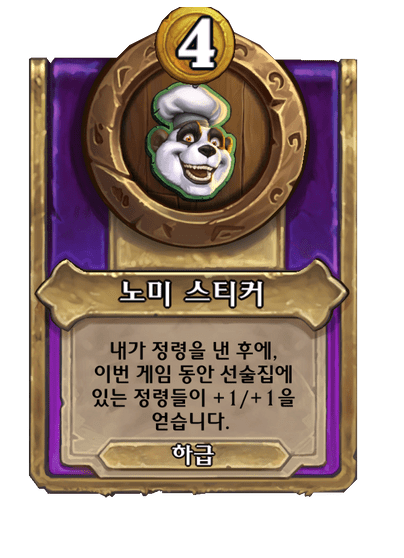 4
노미 스티커
내가 정령을 낸 후에,
이번 게임 동안 선술집에
있는 정령들이 +1/+1을
얻습니다.
하급